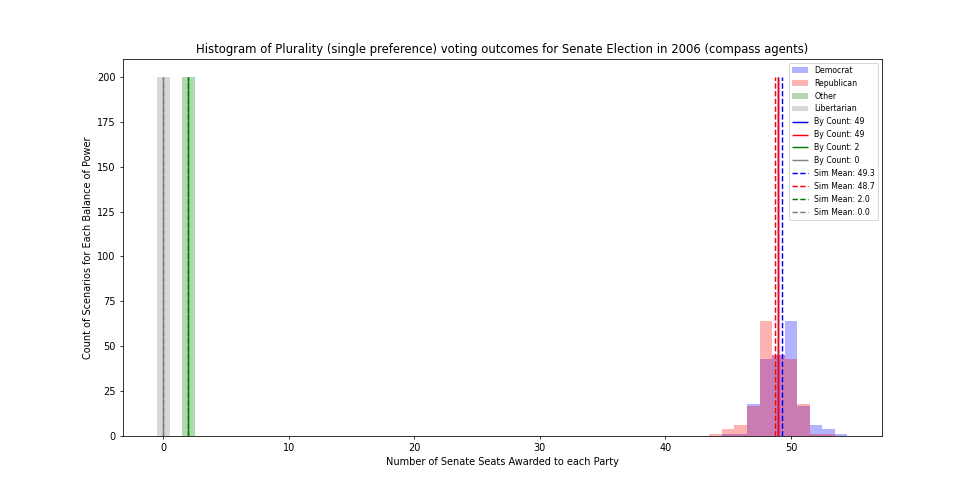 Histogram of Plurality (single preference) voting outcomes for Senate Election in 2006 (compass agents)
Count of Scenarios for Each Balance of Power
200
175
150
125
100
75
50
25
0
Democrat
Republican
Other
Libertarian
By Count: 49
By Count: 49
By Count: 2
By Count: 0
Sim Mean: 49.3
Sim Mean: 48.7
Sim Mean: 2.0
Sim Mean: 0.0
0 10 20 30 40 50
Number of Senate Seats Awarded to each Party